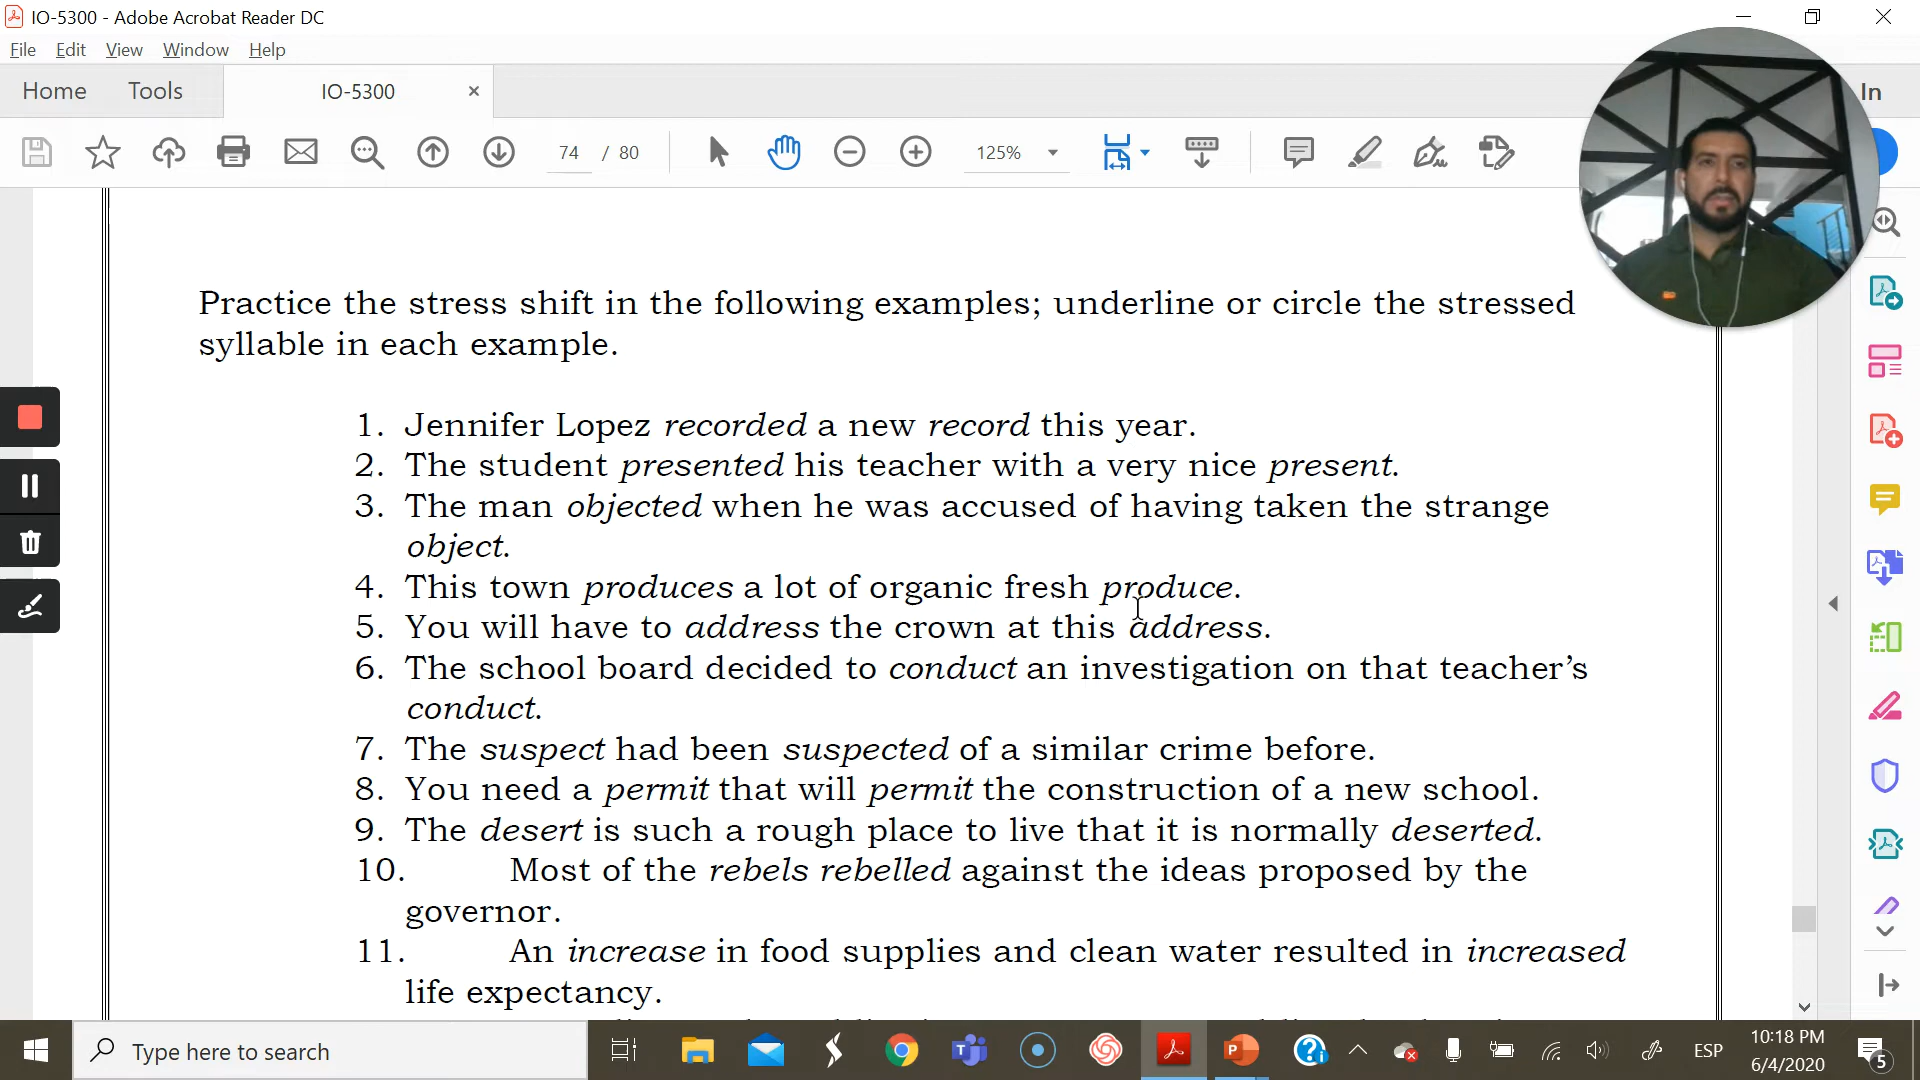 IO-5300 - Adobe Acrobat Reader DC
File Edit View Window Help
Home Tools IO-5300 In
74 / 80 125%
Practice the stress shift in the following examples; underline or circle the stressed
syllable in each example.
1. Jennifer Lopez recorded a new record this year.
2. The student presented his teacher with a very nice present.
3. The man objected when he was accused of having taken the strange
object.
4. This town produces a lot of organic fresh produce.
5. You will have to address the crown at this address.
6. The school board decided to conduct an investigation on that teacher’s
conduct.
7. The suspect had been suspected of a similar crime before.
8. You need a permit that will permit the construction of a new school.
9. The desert is such a rough place to live that it is normally deserted.
10. Most of the rebels rebelled against the ideas proposed by the
governor.
11. An increase in food supplies and clean water resulted in increased
life expectancy.
Type here to search
ESP
10:18 PM
6/4/2020
5